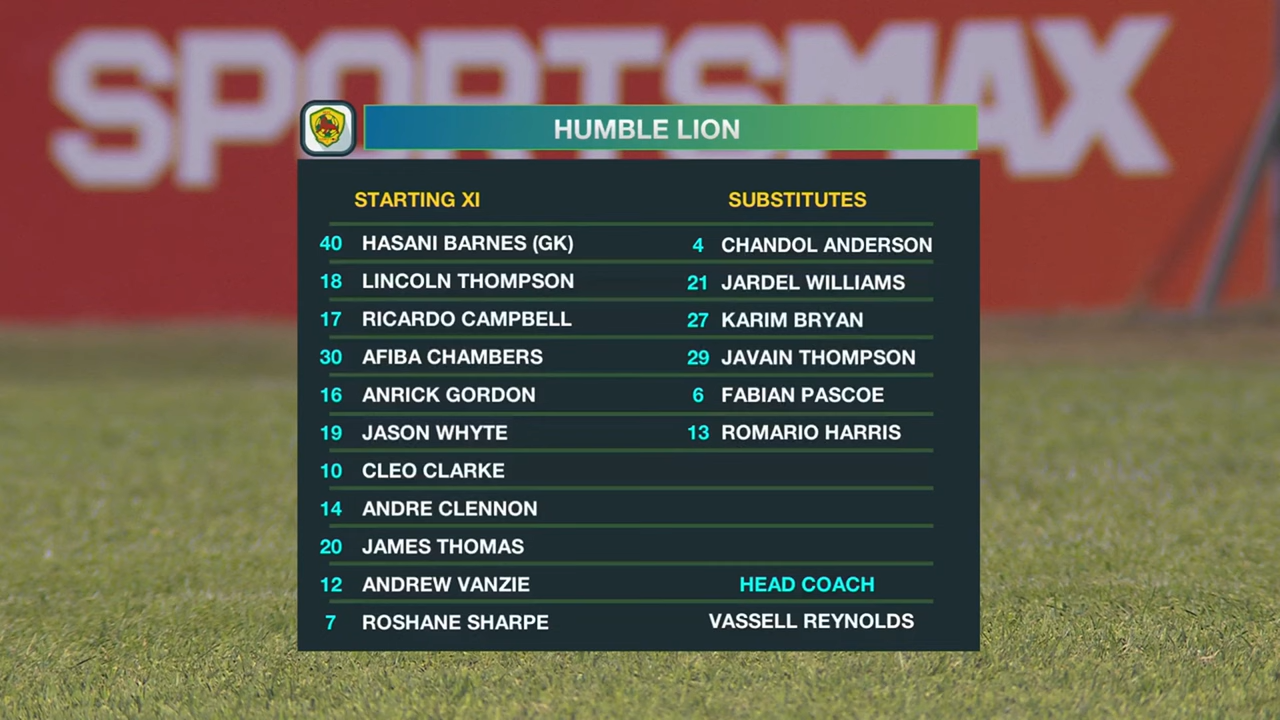 SPORTSMAX
HUMBLE LION
STARTING XI
40 HASANI BARNES (GK)
18 LINCOLN THOMPSON
17 RICARDO CAMPBELL
30 AFIBA CHAMBERS
16 ANRICK GORDON
19 JASON WHYTE
10 CLEO CLARKE
14 ANDRE CLENNON
20 JAMES THOMAS
12 ANDREW VANZIE
7 ROSHANE SHARPE
SUBSTITUTES
4 CHANDOL ANDERSON
21 JARDEL WILLIAMS
27 KARIM BRYAN
29 JAVAIN THOMPSON
6 FABIAN PASCOE
13 ROMARIO HARRIS
HEAD COACH
VASSELL REYNOLDS